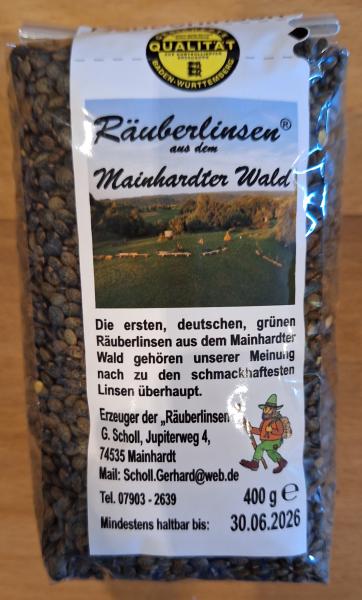 QUALITÄT
BADEN-WÜRTTEMBERG
Räuberlinsen®
aus dem
Mainhardter Wald
Die ersten, deutschen, grünen
Räuberlinsen aus dem Mainhardter
Wald gehören unserer Meinung
nach zu den schmackhaftesten
Linsen überhaupt.
Erzeuger der „Räuberlinsen
G. Scholl, Jupiterweg 4,
74535 Mainhardt
Mail: Scholl.Gerhard@web.de
Tel. 07903 - 2639
400 g ℮
Mindestens haltbar bis: 30.06.2026